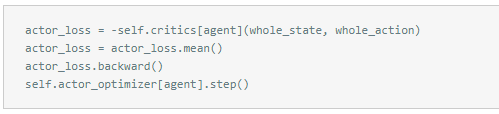 actor_loss = -self.critics[agent](whole_state, whole_action)
actor_loss = actor_loss.mean()
actor_loss.backward()
self.actor_optimizer[agent].step()